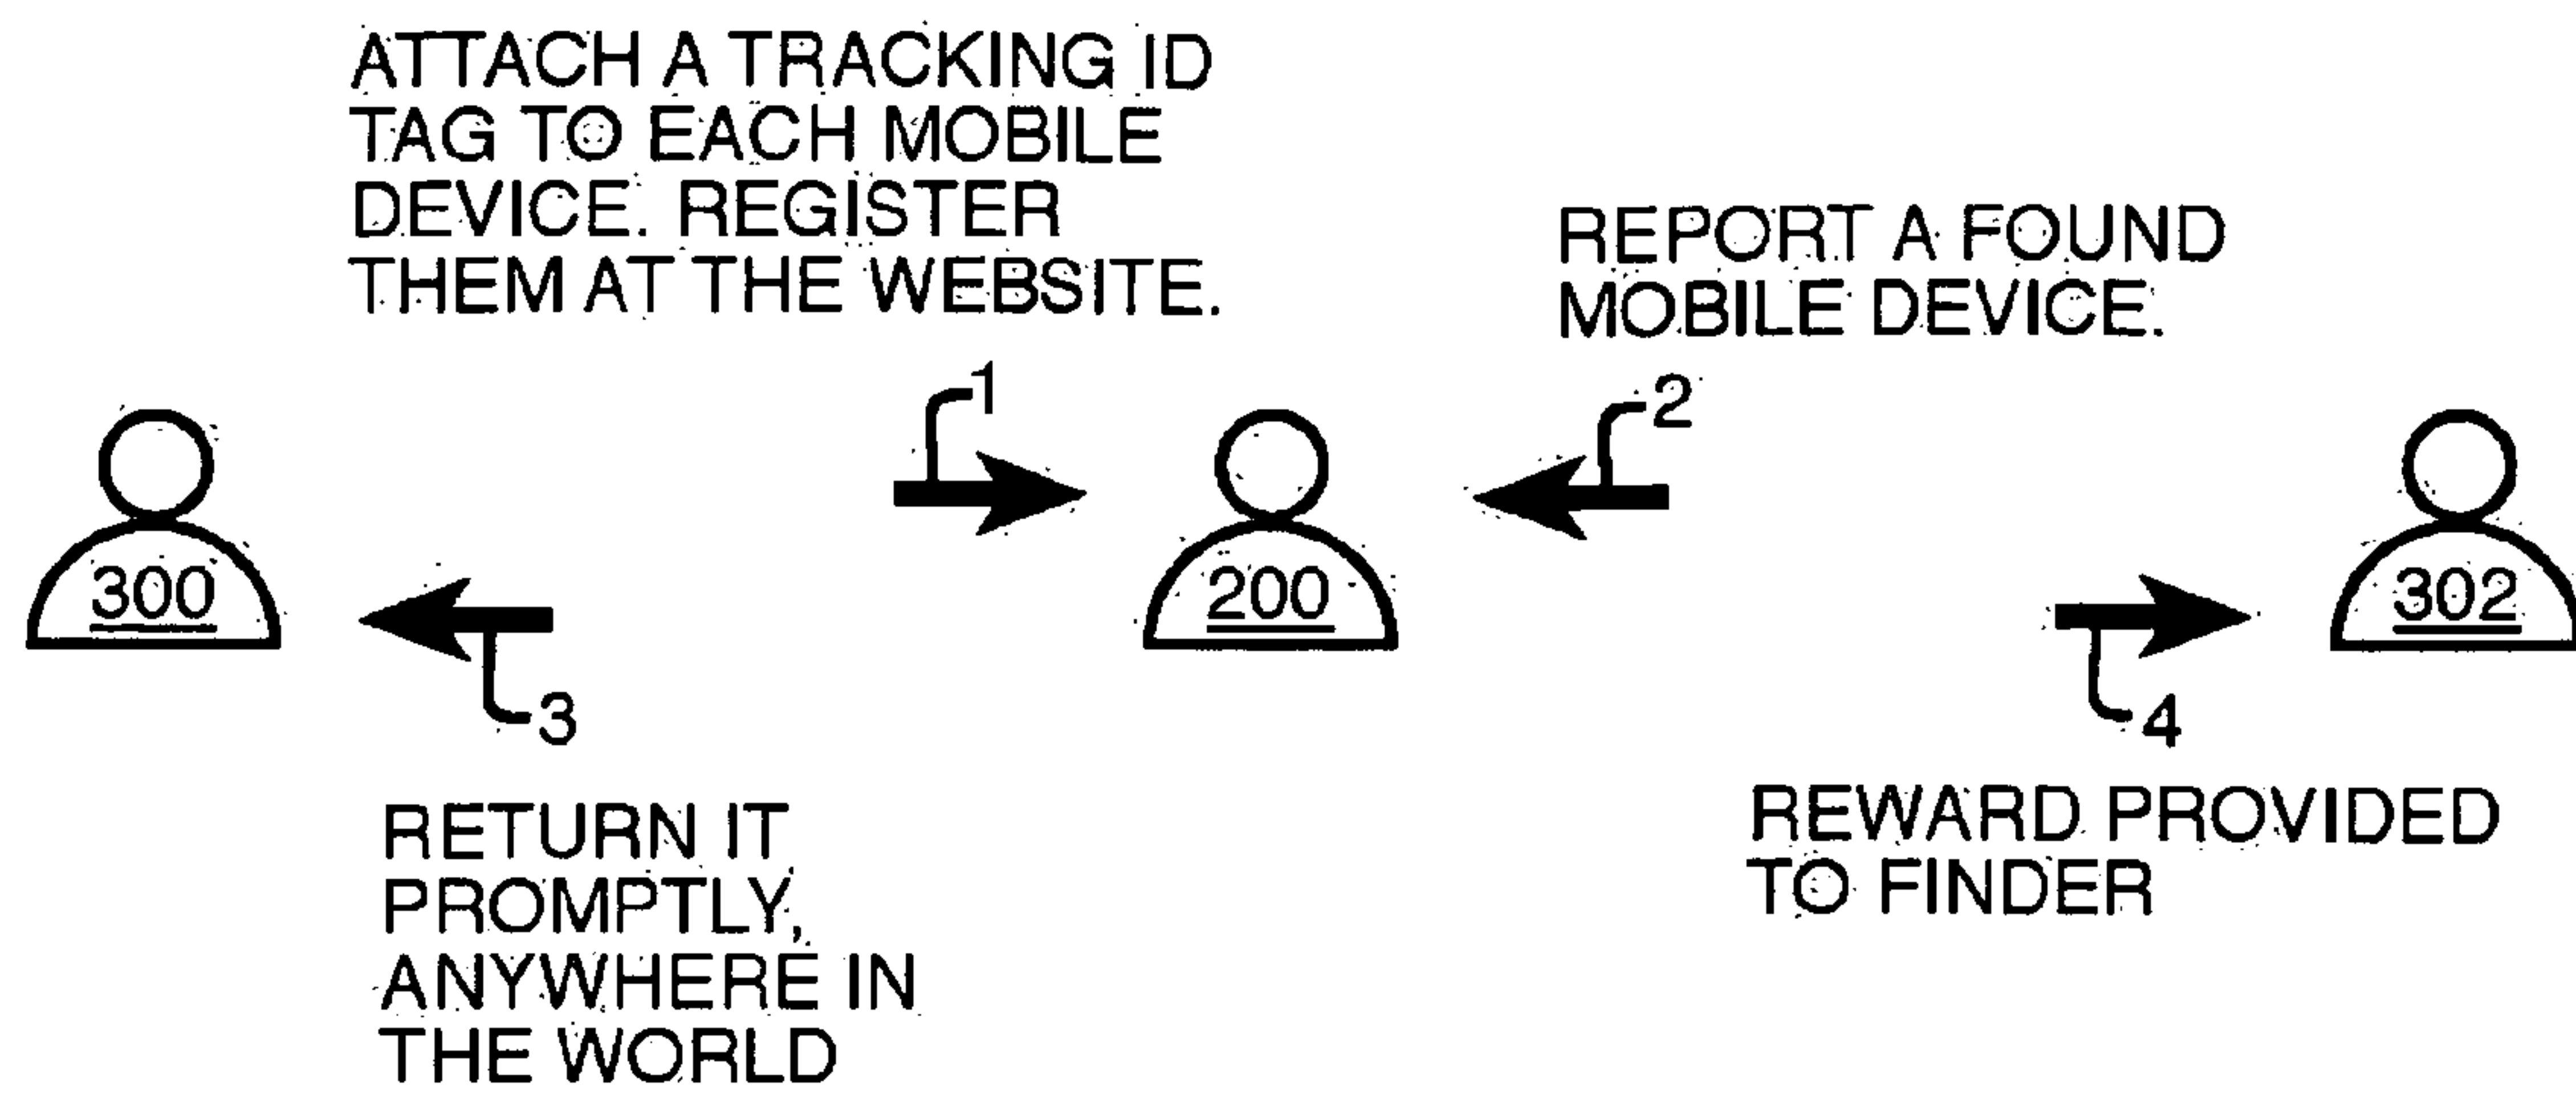 ATTACH A TRACKING ID
TAG TO EACH MOBILE
DEVICE. REGISTER
THEM AT THE WEBSITE.
REPORT A FOUND
MOBILE DEVICE.
1
2
300
200
302
3
4
RETURN IT
PROMPTLY,
ANYWHERE IN
THE WORLD
REWARD PROVIDED
TO FINDER